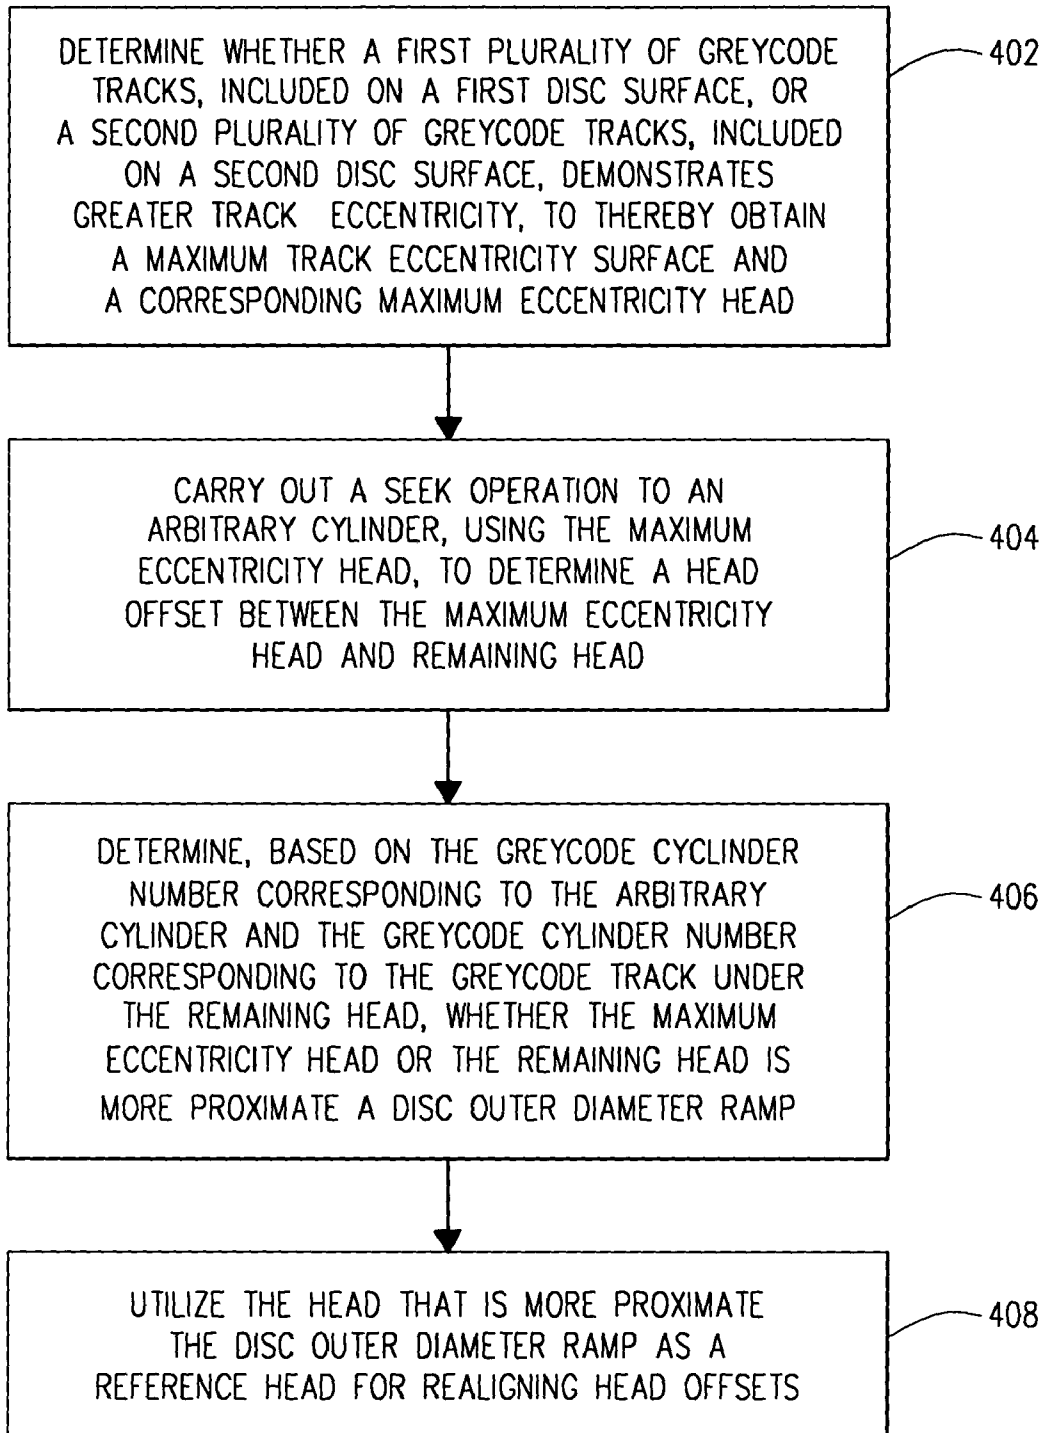 DETERMINE WHETHER A FIRST PLURALITY OF GREYCODE
TRACKS, INCLUDED ON A FIRST DISC SURFACE, OR
A SECOND PLURALITY OF GREYCODE TRACKS, INCLUDED
ON A SECOND DISC SURFACE, DEMONSTRATES
GREATER TRACK ECCENTRICITY, TO THEREBY OBTAIN
A MAXIMUM TRACK ECCENTRICITY SURFACE AND
A CORRESPONDING MAXIMUM ECCENTRICITY HEAD
402
CARRY OUT A SEEK OPERATION TO AN
ARBITRARY CYLINDER, USING THE MAXIMUM
ECCENTRICITY HEAD, TO DETERMINE A HEAD
OFFSET BETWEEN THE MAXIMUM ECCENTRICITY
HEAD AND REMAINING HEAD
404
DETERMINE, BASED ON THE GREYCODE CYCLINDER
NUMBER CORRESPONDING TO THE ARBITRARY
CYLINDER AND THE GREYCODE CYLINDER NUMBER
CORRESPONDING TO THE GREYCODE TRACK UNDER
THE REMAINING HEAD, WHETHER THE MAXIMUM
ECCENTRICITY HEAD OR THE REMAINING HEAD IS
MORE PROXIMATE A DISC OUTER DIAMETER RAMP
406
UTILIZE THE HEAD THAT IS MORE PROXIMATE
THE DISC OUTER DIAMETER RAMP AS A
REFERENCE HEAD FOR REALIGNING HEAD OFFSETS
408